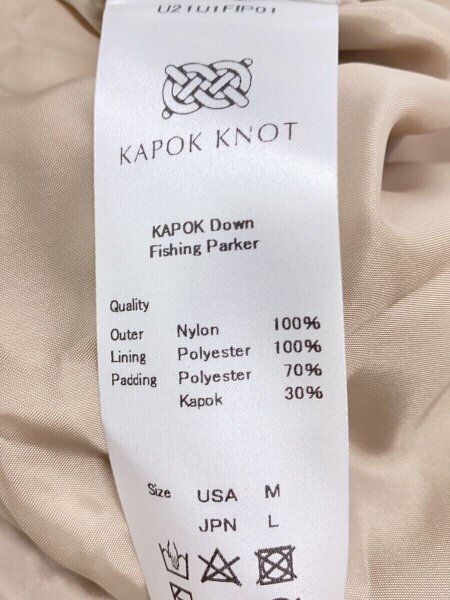 U21U1FIP01
KAPOK KNOT
KAPOK Down
Fishing Parker
Quality
Outer Nylon 100%
Lining Polyester 100%
Padding Polyester 70%
Kapok 30%
Size USA M
JPN L